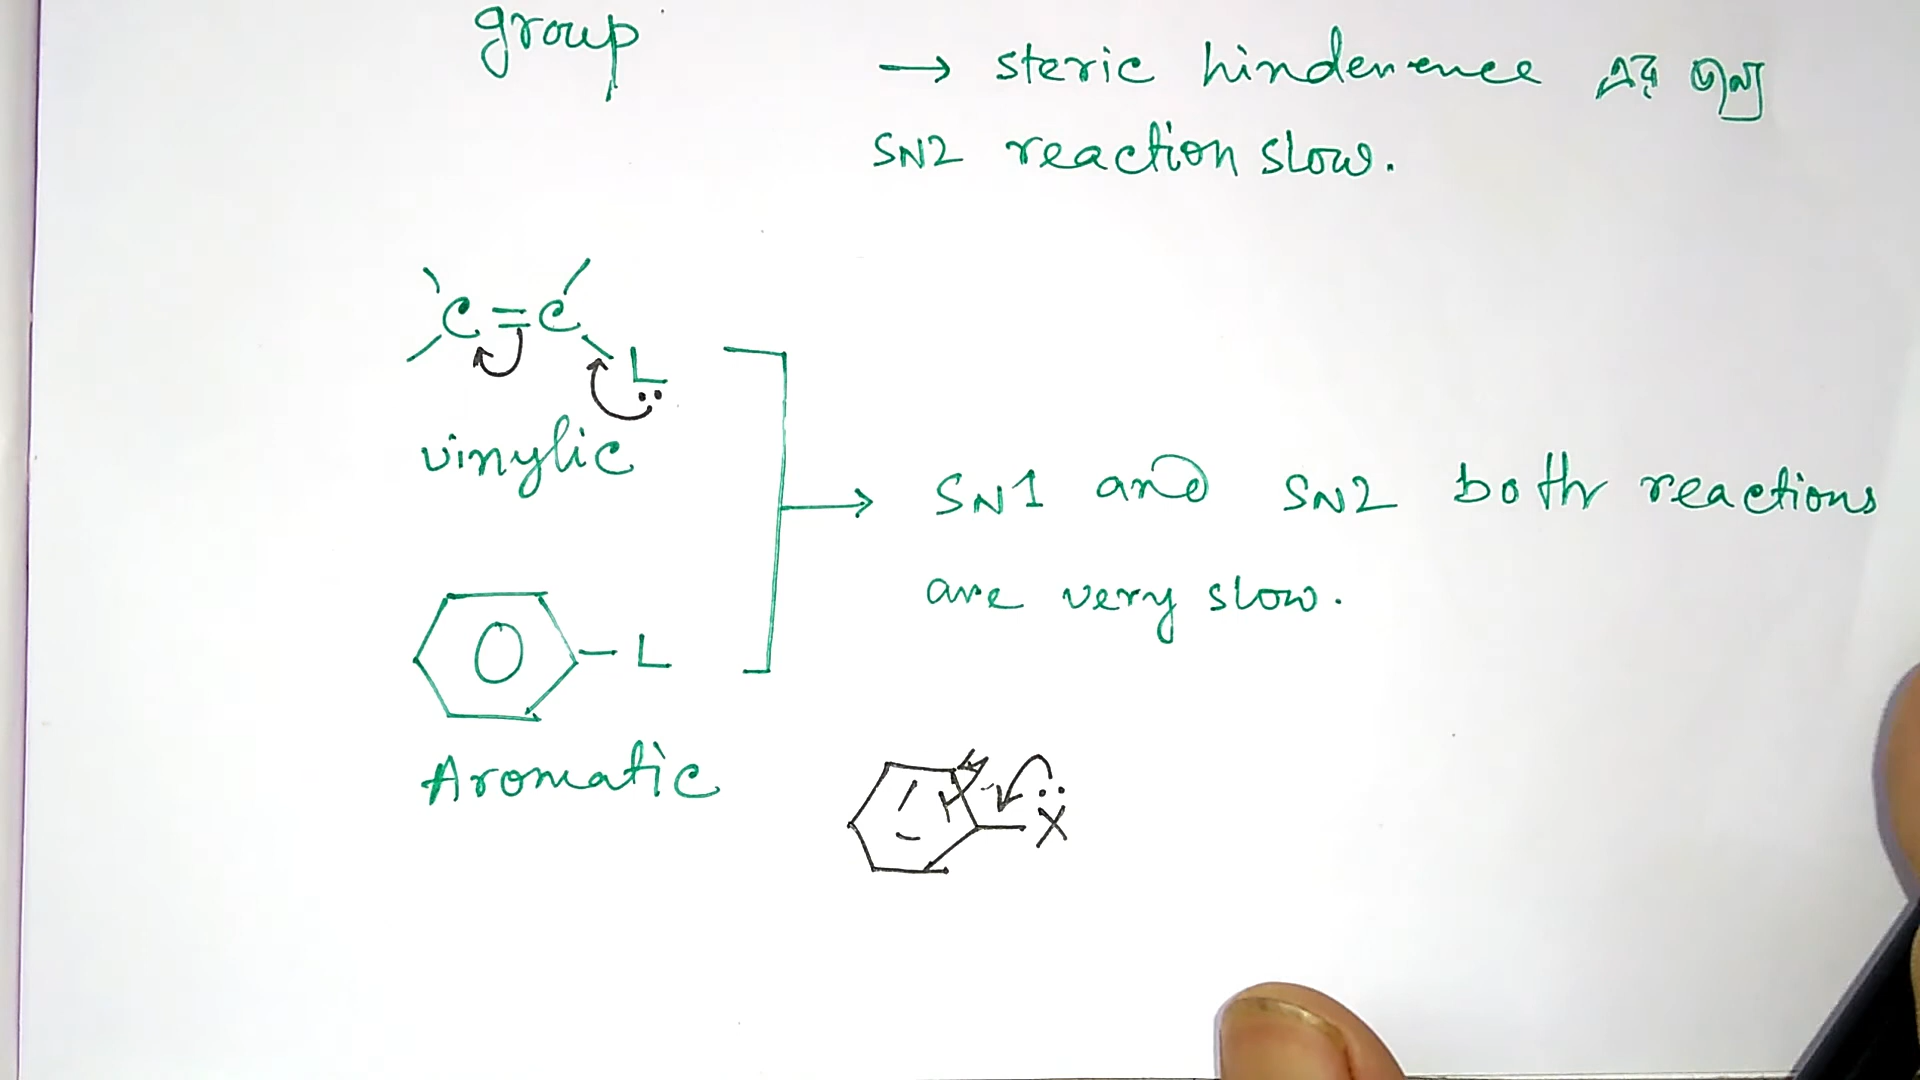 group
→ steric hinderence এর জন্য
SN2 reaction slow.
C=C
L
vinylic
SN1 and SN2 both reactions
are very slow.
L
Aromatic
X